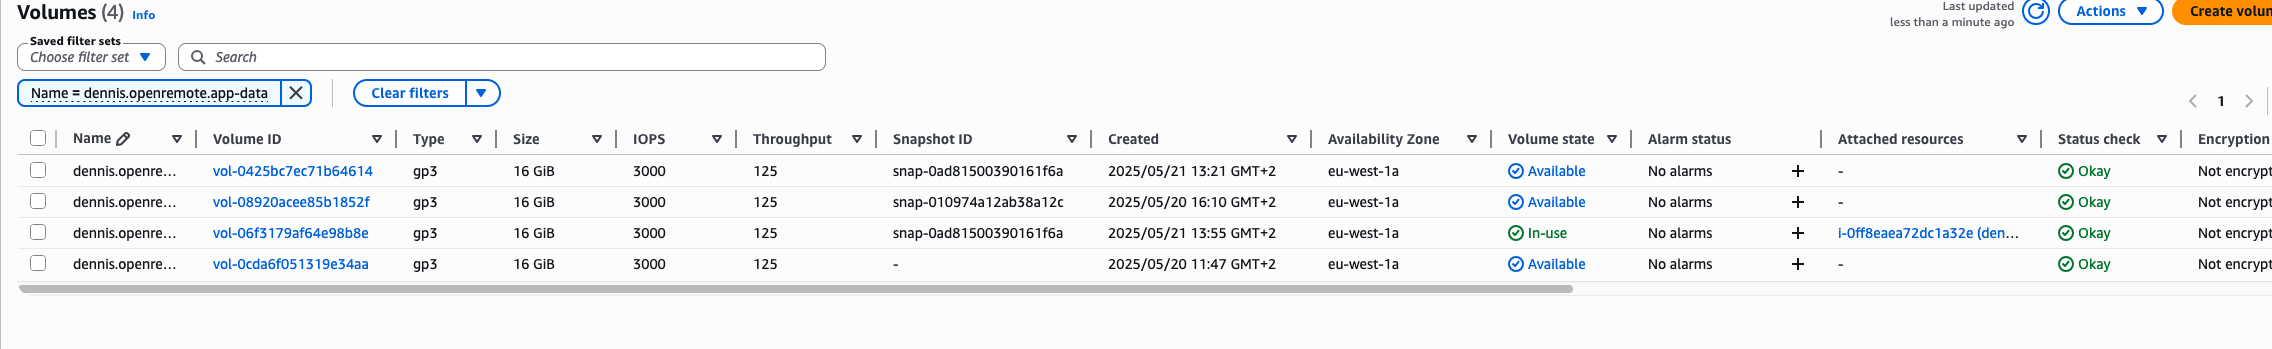 Volumes (4) Info
Last updated
less than a minute ago
Actions
Create volum
Saved filter sets
Choose filter set
Search
Name = dennis.openremote.app-data
Clear filters
1
Name Volume ID Type Size IOPS Throughput Snapshot ID Created Availability Zone Volume state Alarm status Attached resources Status check Encryption
dennis.openre... vol-0425bc7ec71b64614 gp3 16 GiB 3000 125 snap-0ad81500390161f6a 2025/05/21 13:21 GMT+2 eu-west-1a Available No alarms + - Okay Not encrypt
dennis.openre... vol-08920acee85b1852f gp3 16 GiB 3000 125 snap-010974a12ab38a12c 2025/05/20 16:10 GMT+2 eu-west-1a Available No alarms + - Okay Not encrypt
dennis.openre... vol-06f3179af64e98b8e gp3 16 GiB 3000 125 snap-0ad81500390161f6a 2025/05/21 13:55 GMT+2 eu-west-1a In-use No alarms + i-0ff8eaea72dc1a32e (den... Okay Not encrypt
dennis.openre... vol-0cda6f051319e34aa gp3 16 GiB 3000 125 - 2025/05/20 11:47 GMT+2 eu-west-1a Available No alarms + - Okay Not encrypt